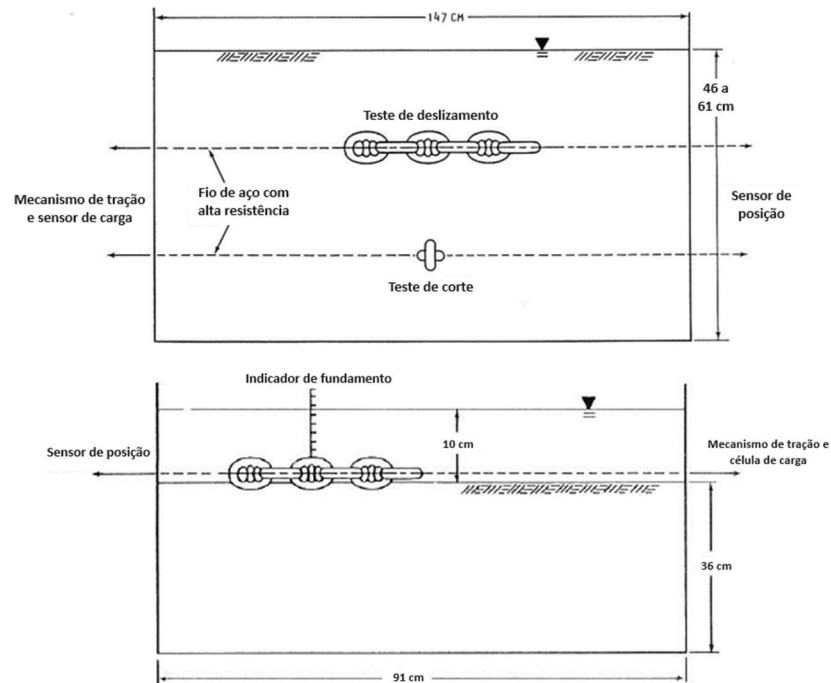 147 CM
46 a
61 cm
Teste de deslizamento
Mecanismo de tração
e sensor de carga
Fio de aço com
alta resistência
Sensor de
posição
Teste de corte
Indicador de fundamento
Sensor de posição
10 cm
Mecanismo de tração e
célula de carga
36 cm
91 cm